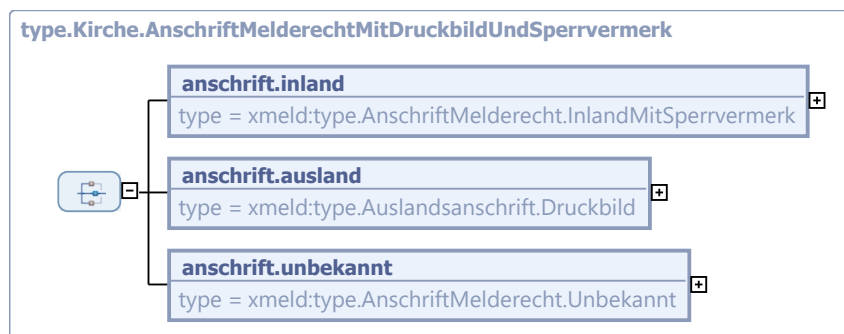 type.Kirche.AnschriftMelderechtMitDruckbildUndSperrvermerk
anschrift.inland
type = xmeld:type.AnschriftMelderecht.InlandMitSperrvermerk
anschrift.ausland
type = xmeld:type.Auslandsanschrift.Druckbild
anschrift.unbekannt
type = xmeld:type.AnschriftMelderecht.Unbekannt